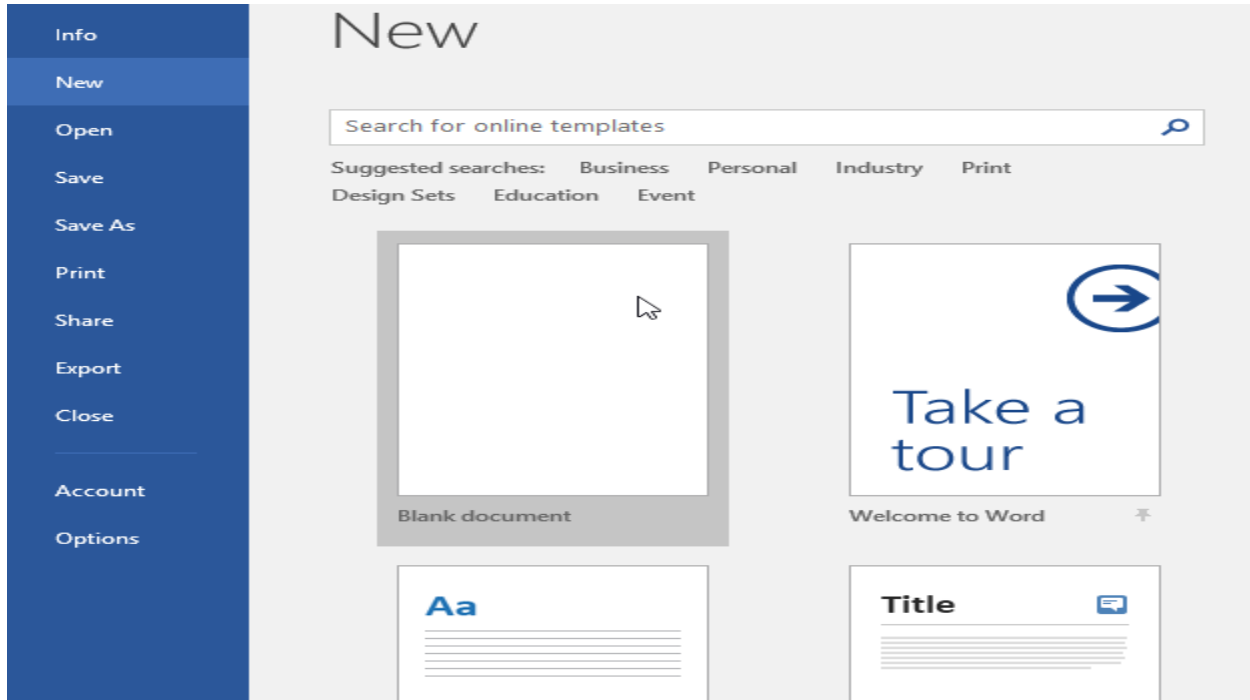 Info
New
Open
Save
Save As
Print
Share
Export
Close
Account
Options
New
Search for online templates
Suggested searches: Business Personal Industry Print
Design Sets Education Event
Take a
tour
Blank document
Welcome to Word
Aa
Title